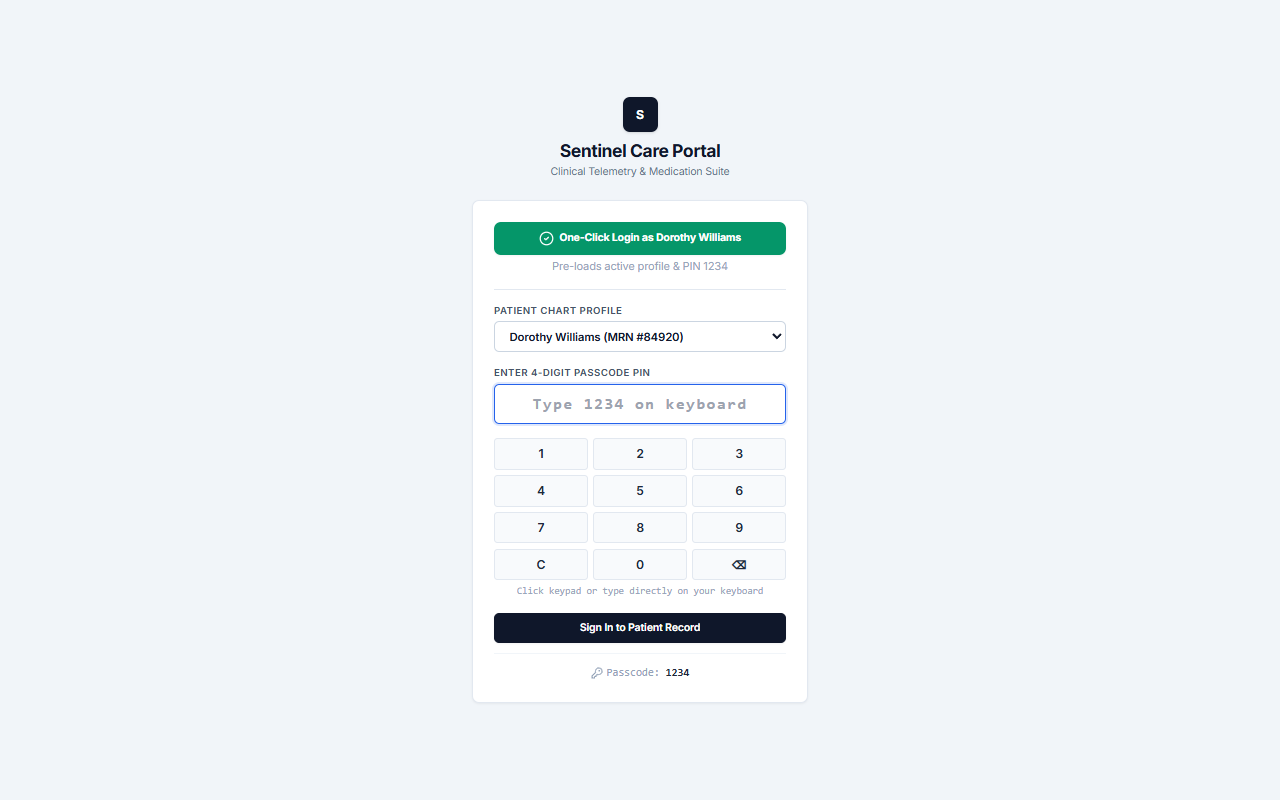 S
Sentinel Care Portal
Clinical Telemetry & Medication Suite
One-Click Login as Dorothy Williams
Pre-loads active profile & PIN 1234
PATIENT CHART PROFILE
Dorothy Williams (MRN #84920)
ENTER 4-DIGIT PASSCODE PIN
Type 1234 on keyboard
1 2 3
4 5 6
7 8 9
C 0 ⌫
Click keypad or type directly on your keyboard
Sign In to Patient Record
Passcode: 1234